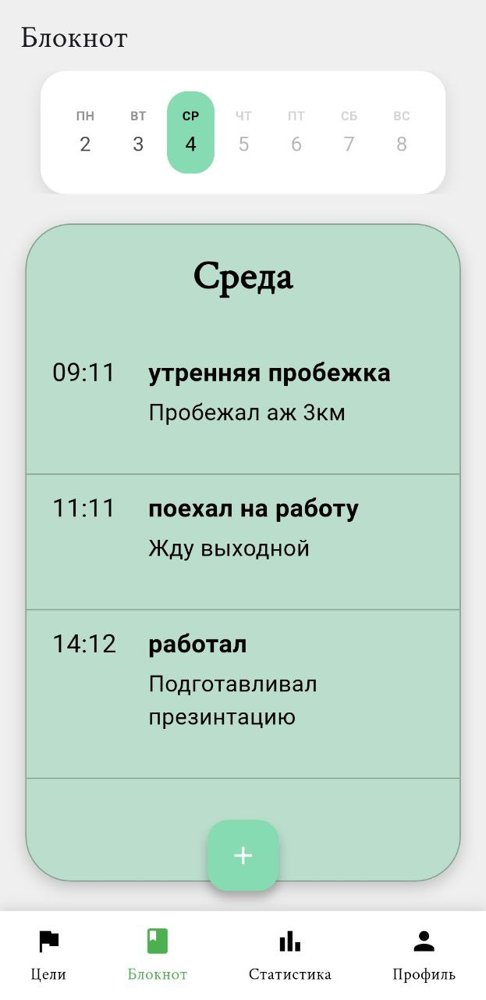 Блокнот
ПН ВТ СР ЧТ ПТ СБ ВС
2 3 4 5 6 7 8
Среда
09:11 утренняя пробежка
Пробежал аж 3км
11:11 поехал на работу
Жду выходной
14:12 работал
Подготавливал
презинтацию
+
Цели Блокнот Статистика Профиль